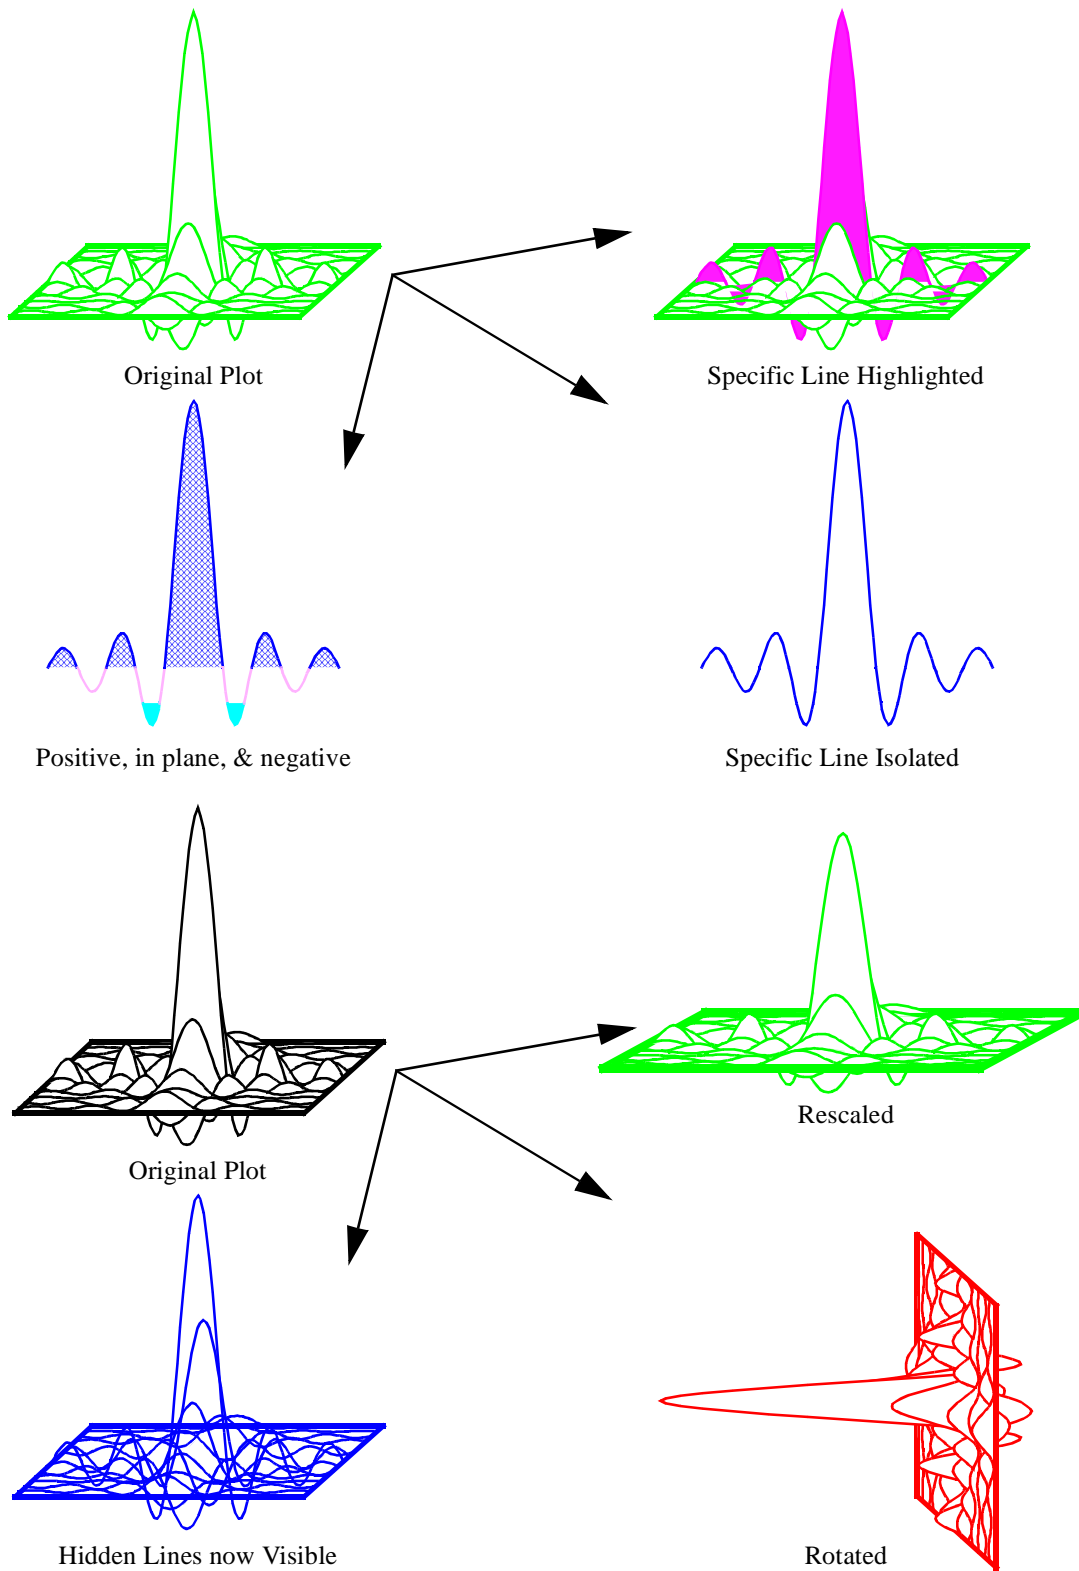 Original Plot
Specific Line Highlighted
Positive, in plane, & negative
Specific Line Isolated
Rescaled
Original Plot
Hidden Lines now Visible
Rotated